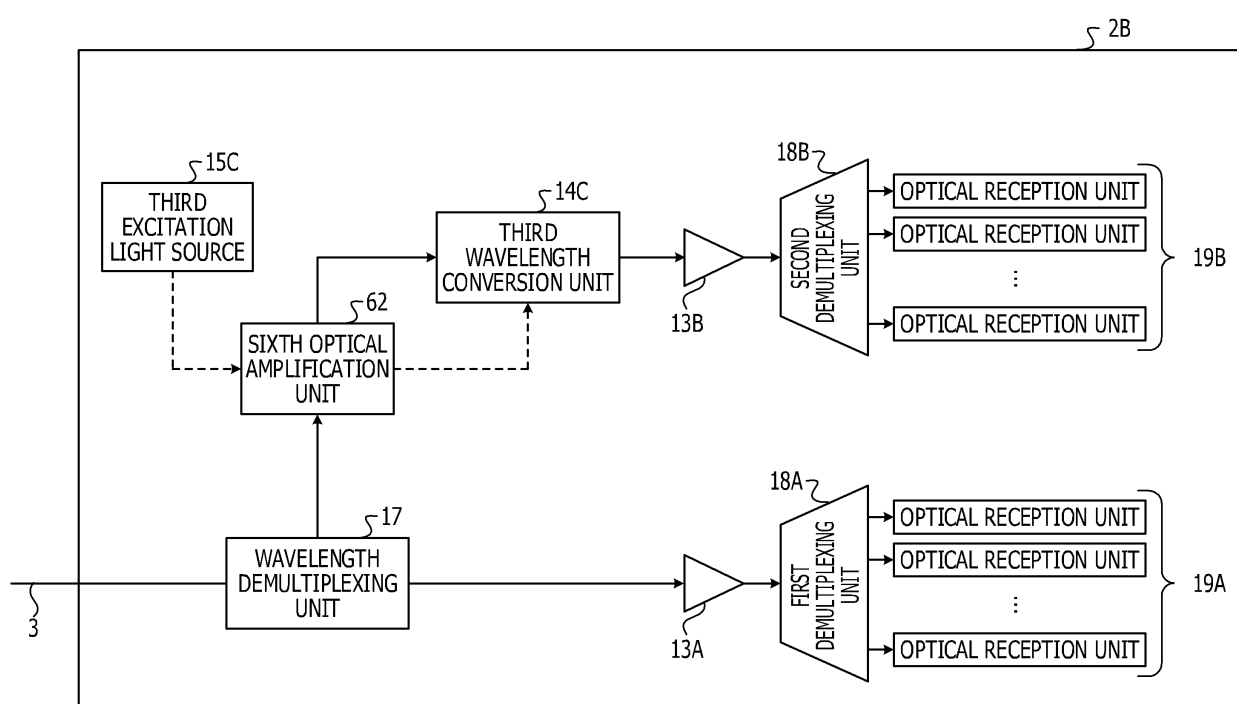 2B
15C
THIRD
EXCITATION
LIGHT SOURCE
14C
THIRD
WAVELENGTH
CONVERSION UNIT
13B
18B
SECOND
DEMULTIPLEXING
UNIT
OPTICAL RECEPTION UNIT
OPTICAL RECEPTION UNIT
...
OPTICAL RECEPTION UNIT
19B
62
SIXTH OPTICAL
AMPLIFICATION
UNIT
17
WAVELENGTH
DEMULTIPLEXING
UNIT
3
13A
18A
FIRST
DEMULTIPLEXING
UNIT
OPTICAL RECEPTION UNIT
OPTICAL RECEPTION UNIT
...
OPTICAL RECEPTION UNIT
19A